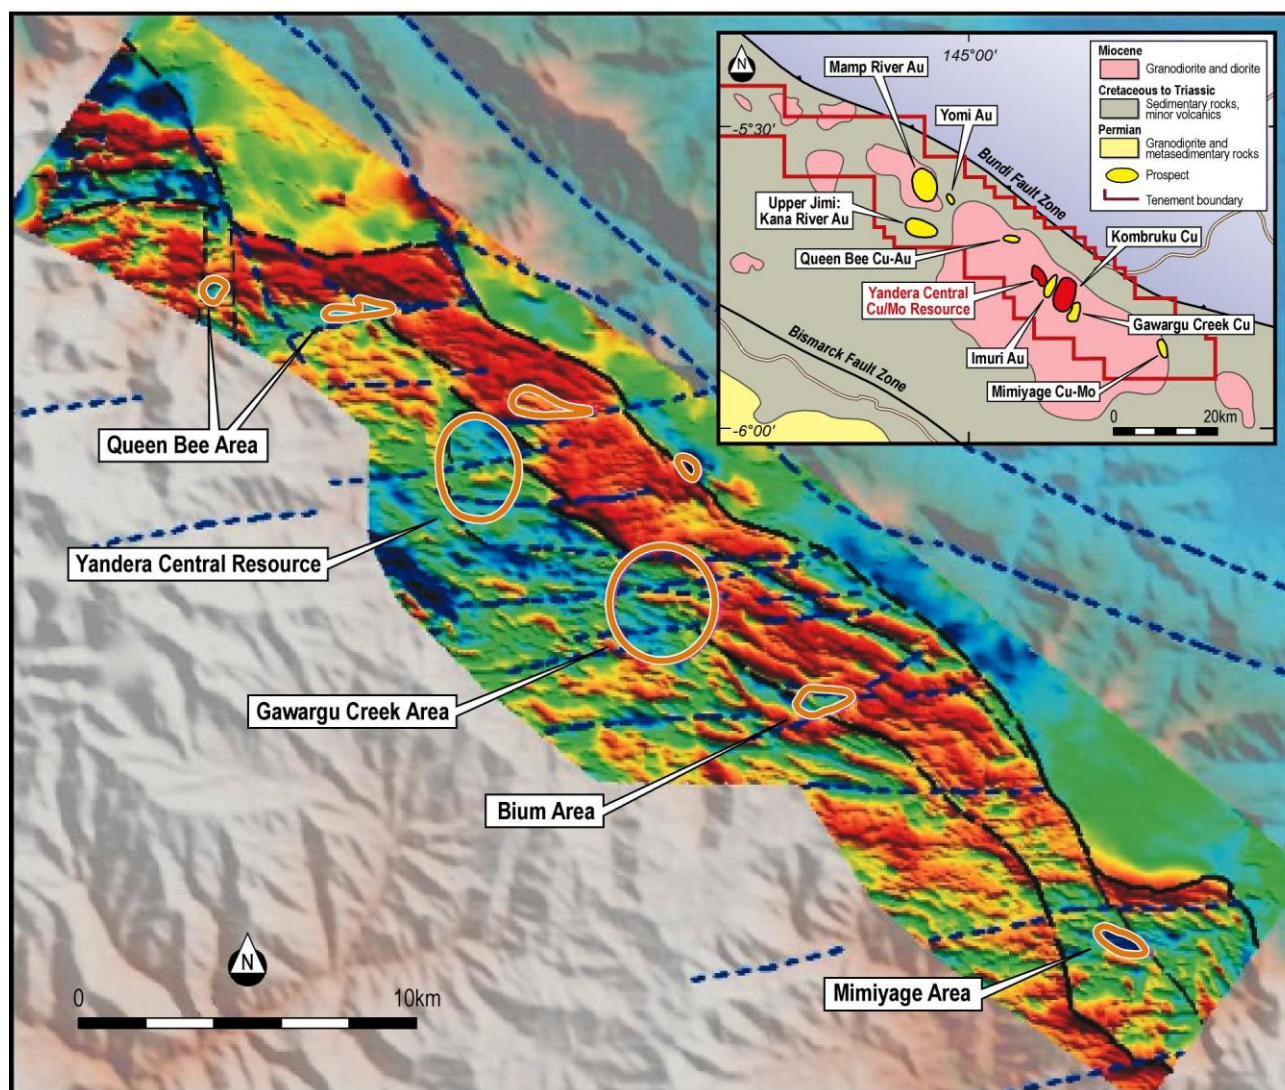 N
145°00'
Mamp River Au
Yomi Au
-5°30'
Bundi Fault Zone
Upper Jimi:
Kana River Au
Kombruku Cu
Queen Bee Cu-Au
Yandera Central
Cu/Mo Resource
Gawargu Creek Cu
Imuri Au
Bismarck Fault Zone
Mimiyage Cu-Mo
0 20km
-6°00'
Miocene
Granodiorite and diorite
Cretaceous to Triassic
Sedimentary rocks,
minor volcanics
Permian
Granodiorite and
metasedimentary rocks
Prospect
Tenement boundary
Queen Bee Area
Yandera Central Resource
Gawargu Creek Area
Bium Area
Mimiyage Area
N
0 10km